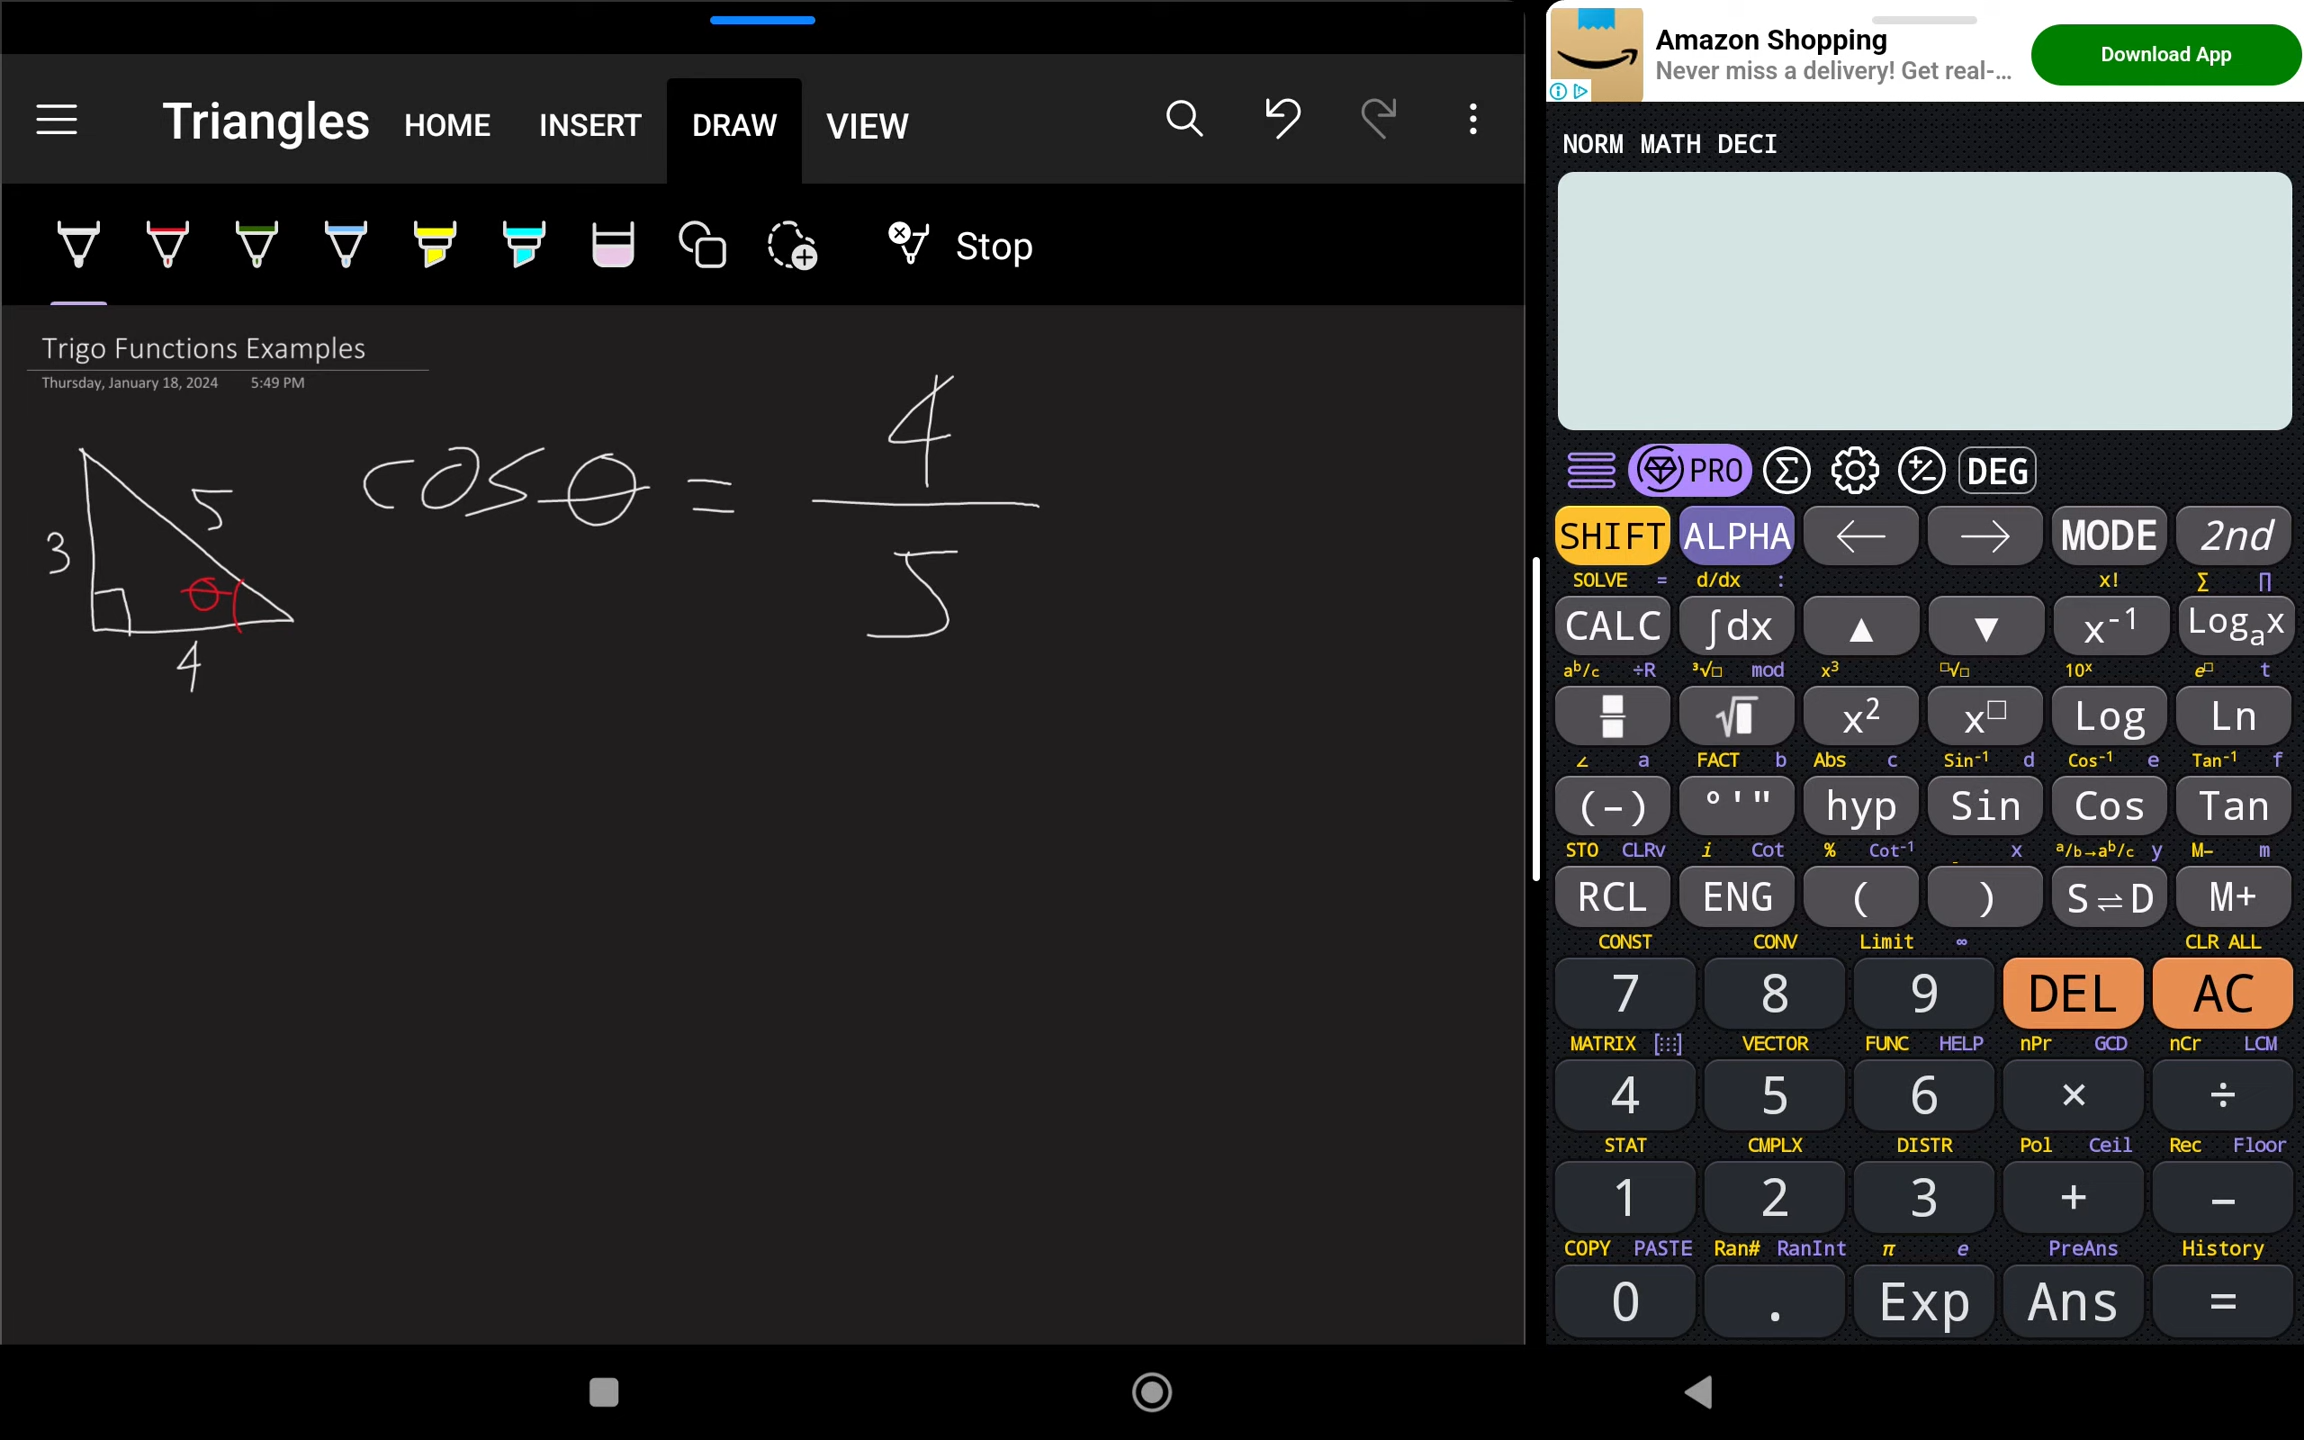 Amazon Shopping
Never miss a delivery! Get real-...
Download App
Triangles HOME INSERT DRAW VIEW
Stop
NORM MATH DECI
Trigo Functions Examples
Thursday, January 18, 2024 5:49 PM
3
5
θ
4
cos θ = 4/5
PRO Σ DEG
SHIFT ALPHA ← → MODE 2nd
SOLVE = d/dx : x! Σ Π
CALC ∫dx ▲ ▼ x⁻¹ Logₐx
aᵇ/c ÷R ³√□ mod x³ □√□ 10ˣ e□ t
√ x² x□ Log Ln
∠ a FACT b Abs c Sin⁻¹ d Cos⁻¹ e Tan⁻¹ f
(−) °'" hyp Sin Cos Tan
STO CLRv i Cot % Cot⁻¹ x a/b→aᵇ/c y M− m
RCL ENG ( ) S⇌D M+
CONST CONV Limit ∞ CLR ALL
7 8 9 DEL AC
MATRIX VECTOR FUNC HELP nPr GCD nCr LCM
4 5 6 × ÷
STAT CMPLX DISTR Pol Ceil Rec Floor
1 2 3 + −
COPY PASTE Ran# RanInt π e PreAns History
0 . Exp Ans =